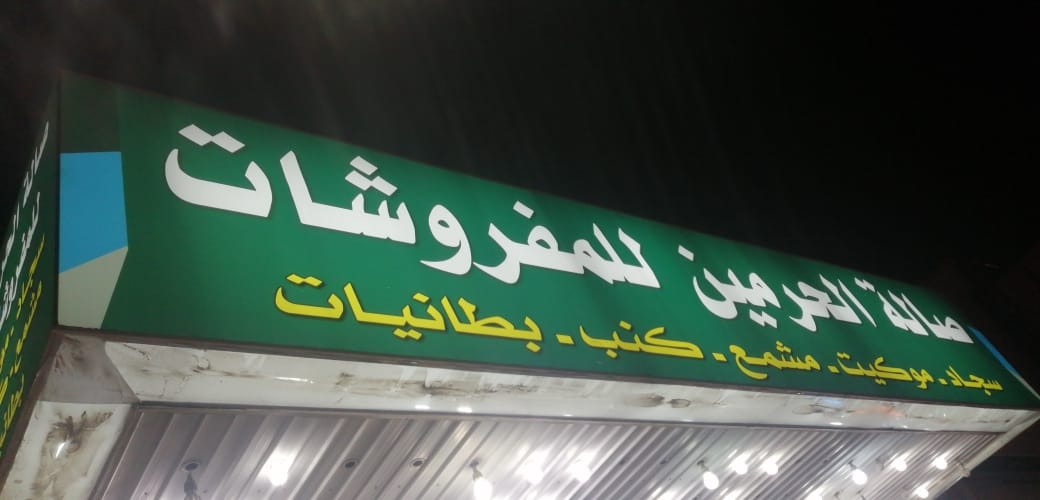 صالة الحرمين للمفروشات
سجاد - موكيت - مشمع - كنب - بطانيات